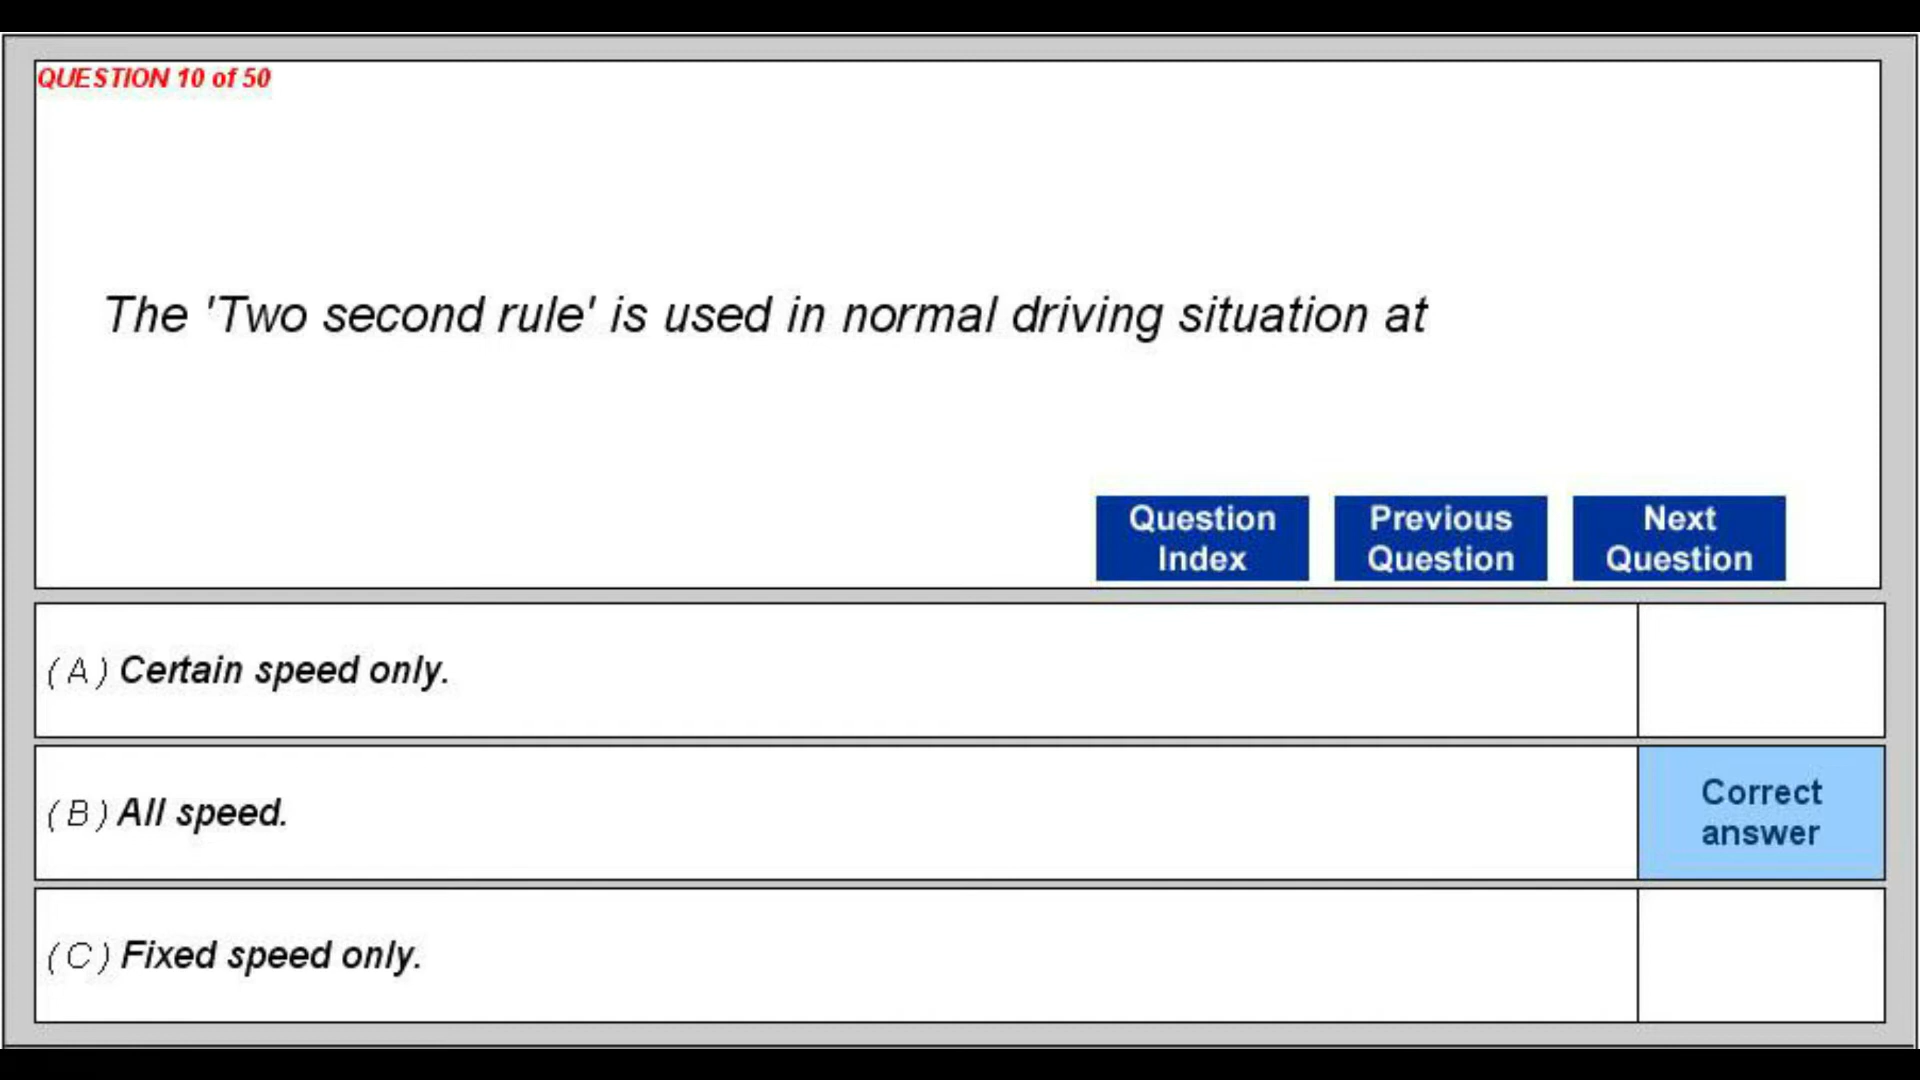 QUESTION 10 of 50
The 'Two second rule' is used in normal driving situation at
Question Index
Previous Question
Next Question
(A) Certain speed only.
(B) All speed.
Correct answer
(C) Fixed speed only.